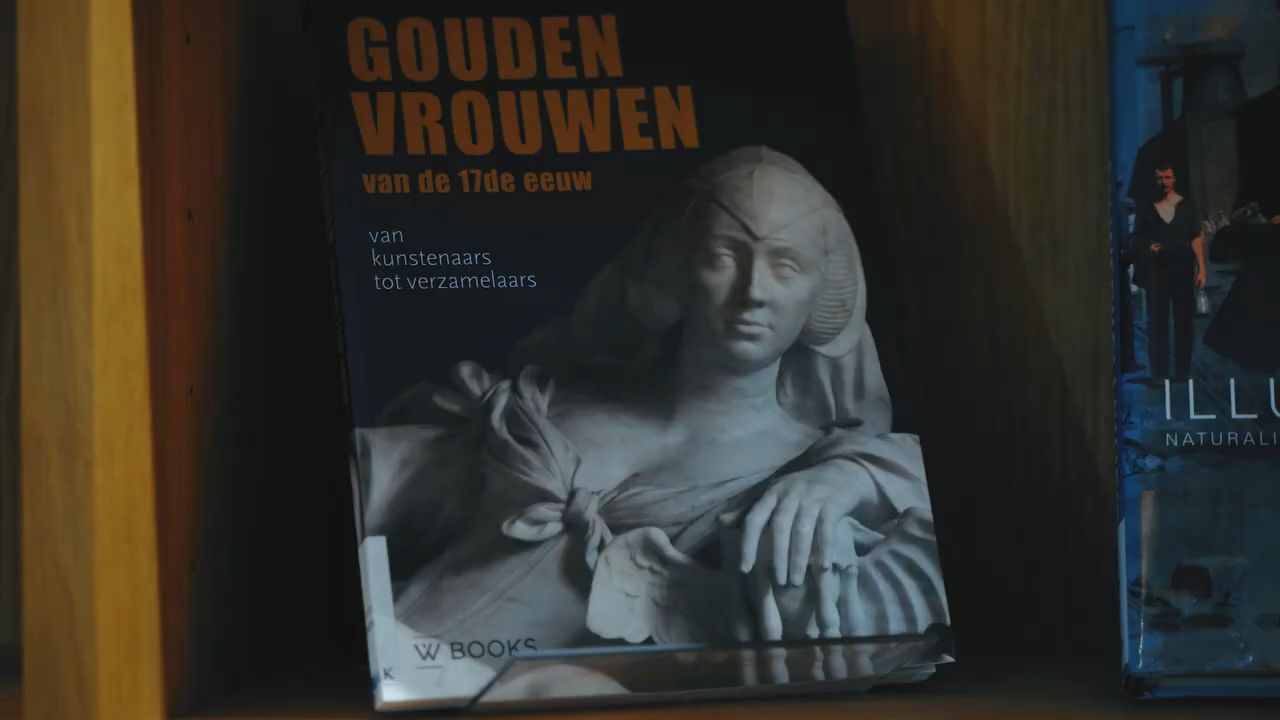 GOUDEN
VROUWEN
van de 17de eeuw
van
kunstenaars
tot verzamelaars
W BOOKS
K
ILLU
NATURALI